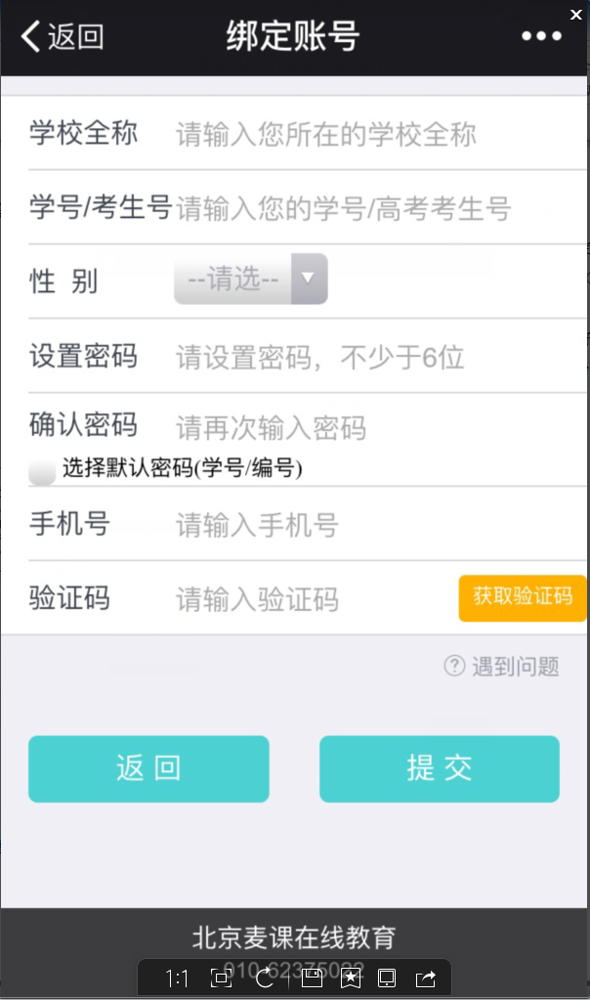 返回 绑定账号
学校全称 请输入您所在的学校全称
学号/考生号 请输入您的学号/高考考生号
性 别 --请选--
设置密码 请设置密码，不少于6位
确认密码 请再次输入密码
选择默认密码(学号/编号)
手机号 请输入手机号
验证码 请输入验证码 获取验证码
? 遇到问题
返 回 提 交
北京麦课在线教育
1:1